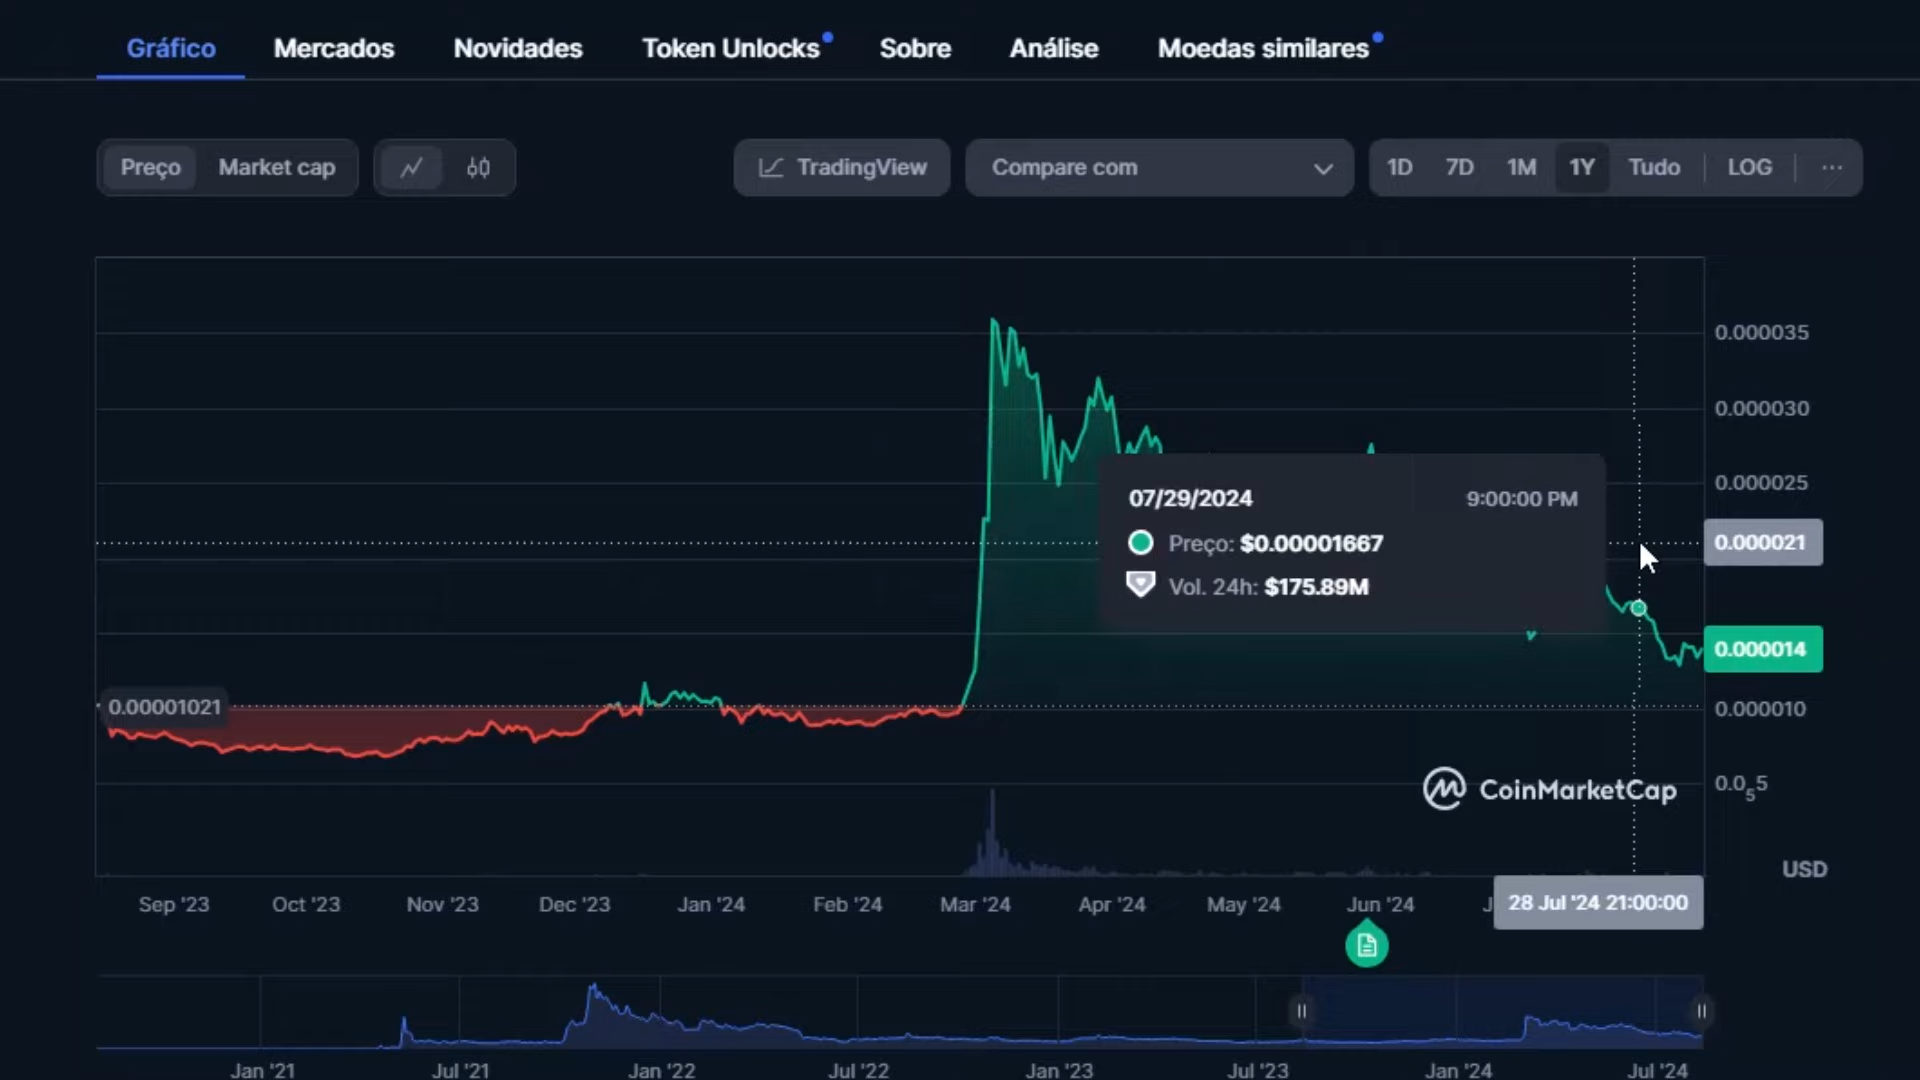 Gráfico Mercados Novidades Token Unlocks Sobre Análise Moedas similares
Preço Market cap TradingView Compare com 1D 7D 1M 1Y Tudo LOG ...
0.000035
0.000030
0.000025
07/29/2024 9:00:00 PM
Preço: $0.00001667
0.000021
Vol. 24h: $175.89M
0.000014
0.00001021
0.000010
CoinMarketCap
0.0₅5
USD
Sep '23 Oct '23 Nov '23 Dec '23 Jan '24 Feb '24 Mar '24 Apr '24 May '24 Jun '24 J 28 Jul '24 21:00:00
Jan '21 Jul '21 Jan '22 Jul '22 Jan '23 Jul '23 Jan '24 Jul '24